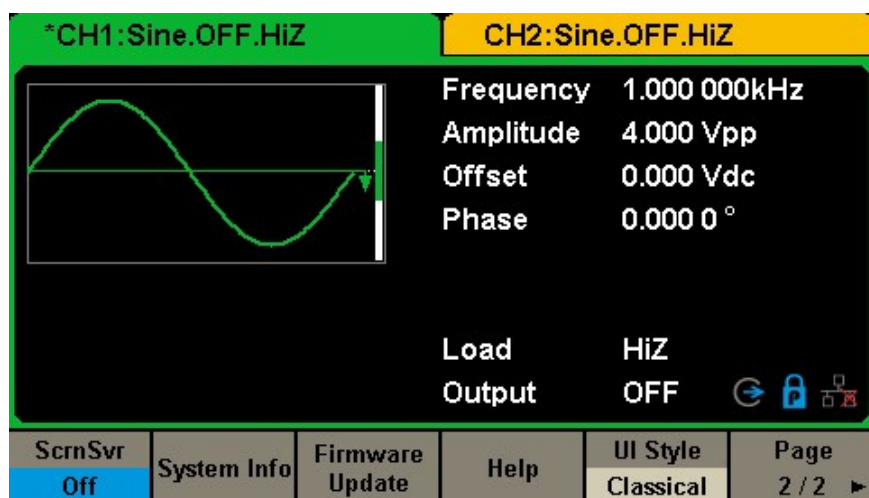 *CH1:Sine.OFF.HiZ
CH2:Sine.OFF.HiZ
Frequency 1.000 000kHz
Amplitude 4.000 Vpp
Offset 0.000 Vdc
Phase 0.000 0 °
Load HiZ
Output OFF
P
ScrnSvr
Off
System Info
Firmware
Update
Help
UI Style
Classical
Page
2/2